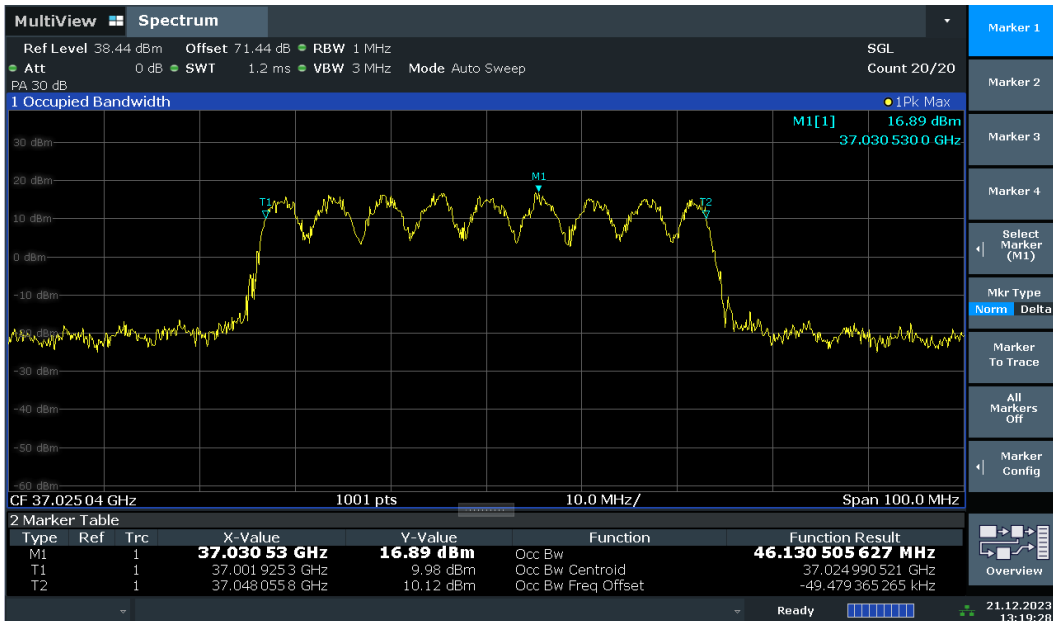 MultiView Spectrum
Ref Level 38.44 dBm Offset 71.44 dB RBW 1 MHz SGL
Att 0 dB SWT 1.2 ms VBW 3 MHz Mode Auto Sweep Count 20/20
PA 30 dB
1 Occupied Bandwidth 1Pk Max
M1[1] 16.89 dBm
37.030 530 0 GHz
30 dBm
20 dBm
M1
T1
T2
10 dBm
0 dBm
-10 dBm
-20 dBm
-30 dBm
-40 dBm
-50 dBm
-60 dBm
CF 37.025 04 GHz 1001 pts 10.0 MHz/ Span 100.0 MHz
2 Marker Table
Type Ref Trc X-Value Y-Value Function Function Result
M1 1 37.030 53 GHz 16.89 dBm Occ Bw 46.130 505 627 MHz
T1 1 37.001 925 3 GHz 9.98 dBm Occ Bw Centroid 37.024 990 521 GHz
T2 1 37.048 055 8 GHz 10.12 dBm Occ Bw Freq Offset -49.479 365 265 kHz
Ready
21.12.2023
13:19:28
Marker 1
Marker 2
Marker 3
Marker 4
Select
Marker
(M1)
Mkr Type
Norm Delta
Marker
To Trace
All
Markers
Off
Marker
Config
Overview